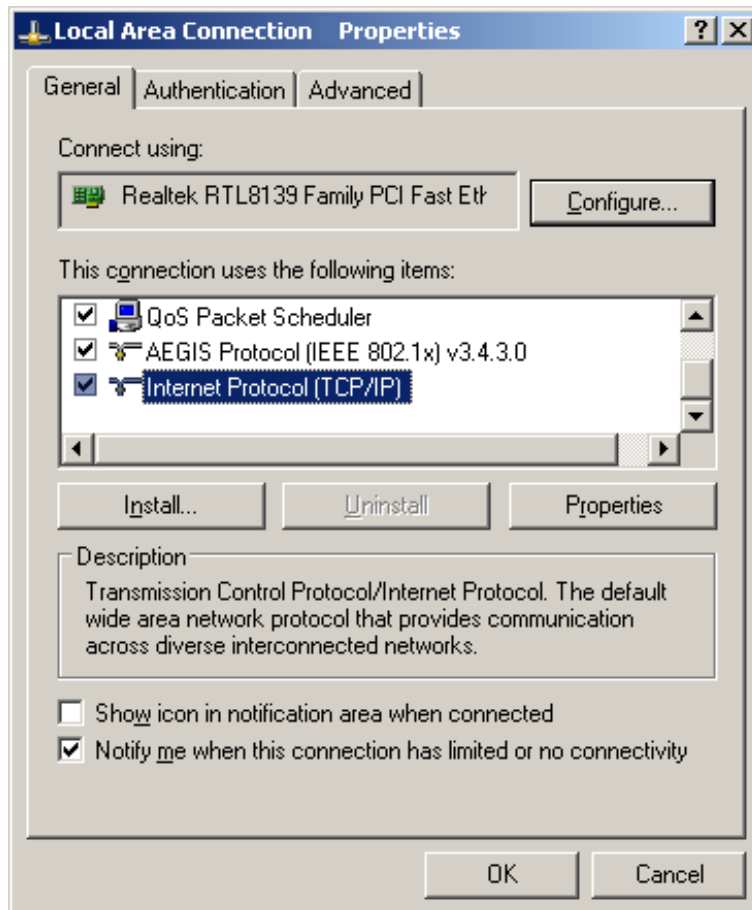 Local Area Connection Properties
General Authentication Advanced
Connect using:
Realtek RTL8139 Family PCI Fast Eth
Configure...
This connection uses the following items:
QoS Packet Scheduler
AEGIS Protocol (IEEE 802.1x) v3.4.3.0
Internet Protocol (TCP/IP)
Install... Uninstall Properties
Description
Transmission Control Protocol/Internet Protocol. The default
wide area network protocol that provides communication
across diverse interconnected networks.
Show icon in notification area when connected
Notify me when this connection has limited or no connectivity
OK Cancel